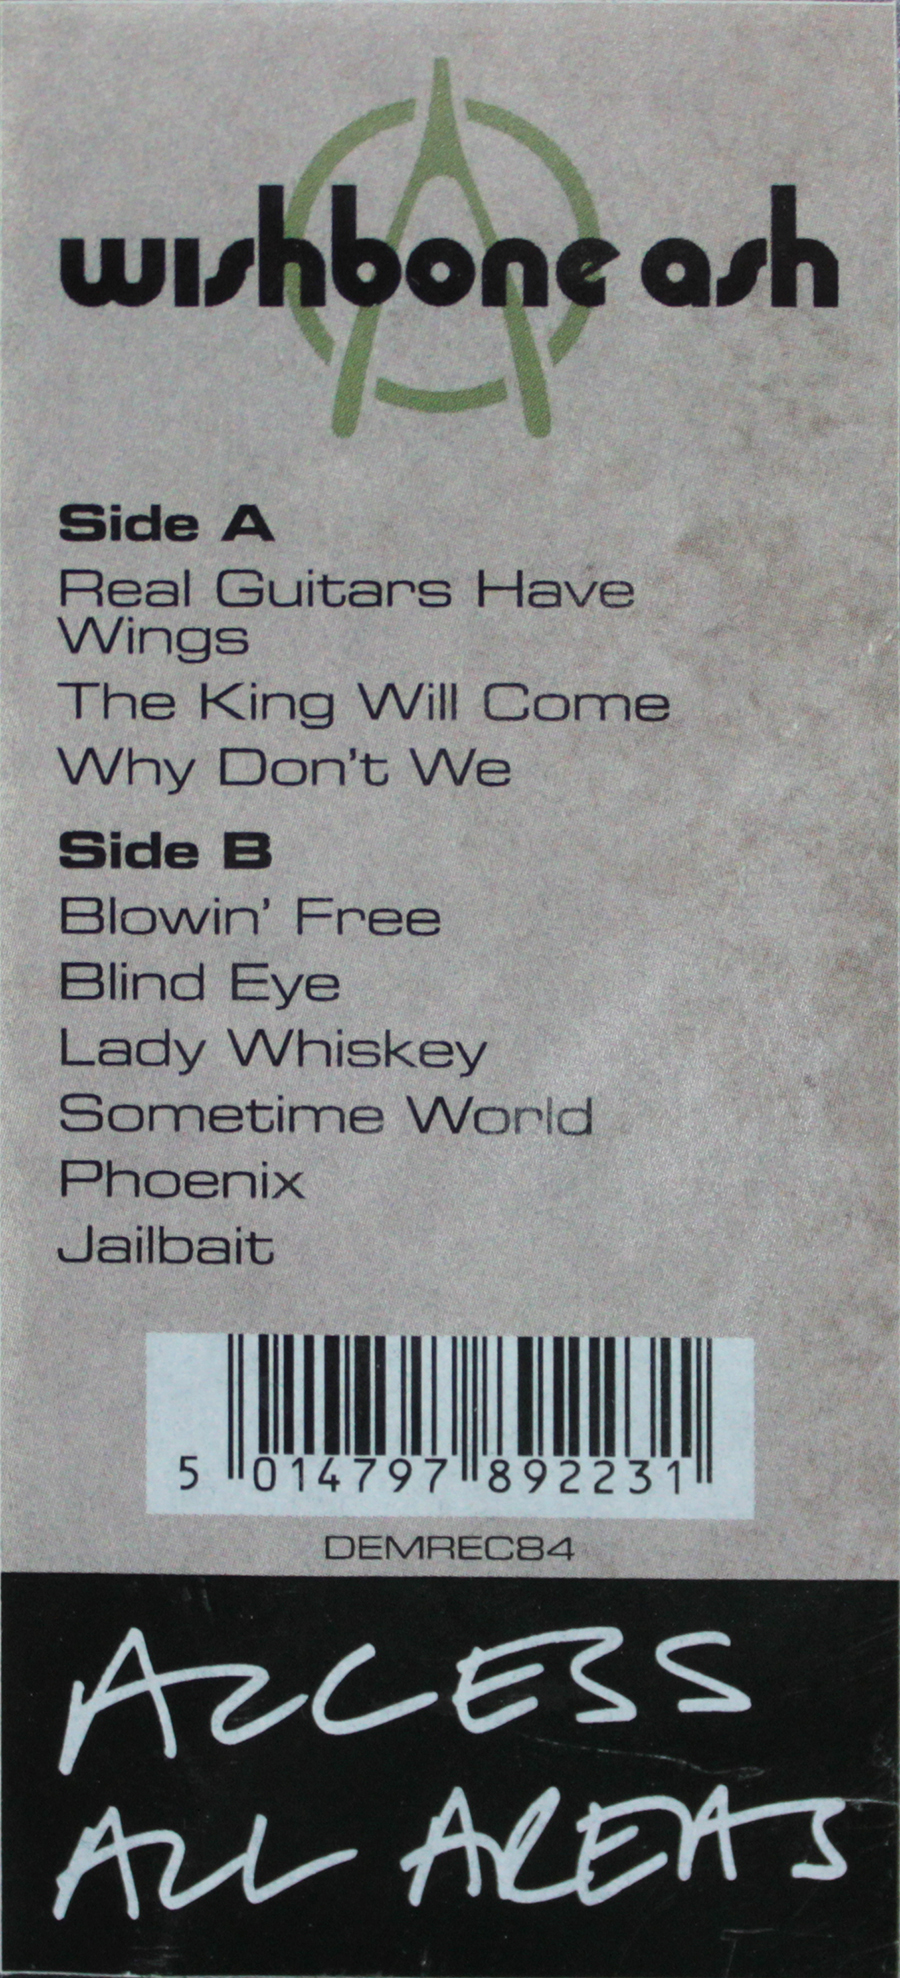 wishbone ash
Side A
Real Guitars Have
Wings
The King Will Come
Why Don't We
Side B
Blowin' Free
Blind Eye
Lady Whiskey
Sometime World
Phoenix
Jailbait
5 014797 892231
DEMREC84
ACCESS
ALL AREAS